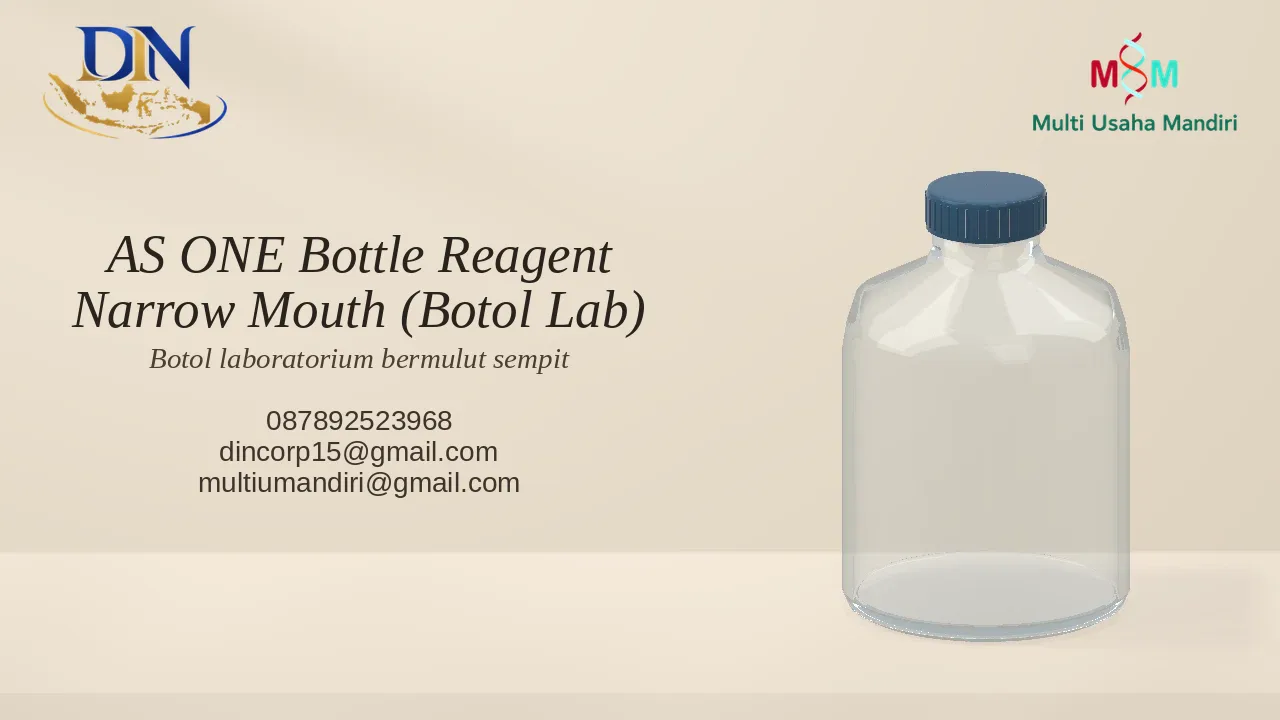 DIN
MSM
Multi Usaha Mandiri
AS ONE Bottle Reagent
Narrow Mouth (Botol Lab)
Botol laboratorium bermulut sempit
087892523968
dincorp15@gmail.com
multiumandiri@gmail.com